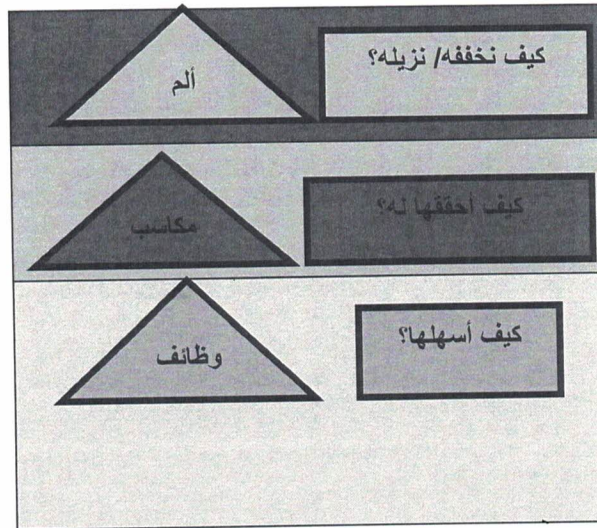 كيف نخففه/ نزيله؟
ألم
كيف أحققها له؟
مكاسب
كيف أسهلها؟
وظائف